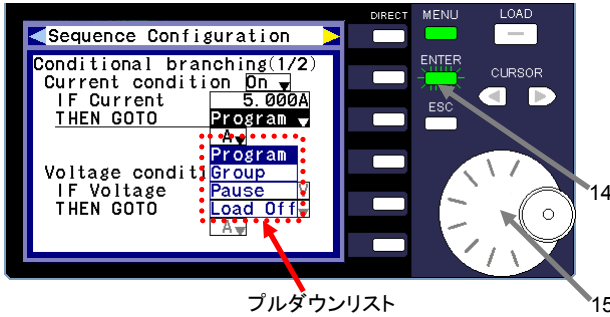 DIRECT
MENU
LOAD
Sequence Configuration
Conditional branching(1/2)
Current condition On
IF Current 5.000A
THEN GOTO Program
A
Program
Voltage conditi Group
IF Voltage Pause V
THEN GOTO Load Off
A
ENTER
CURSOR
ESC
14
15
プルダウンリスト